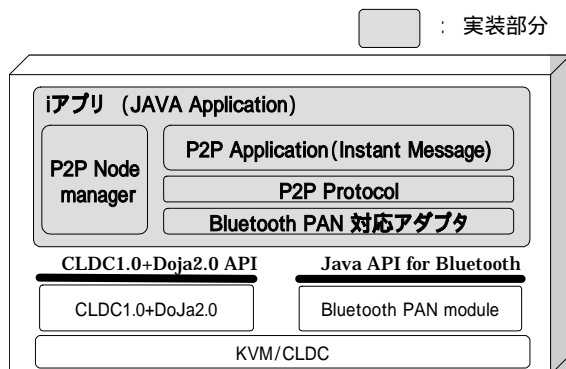 : 実装部分
iアプリ (JAVA Application)
P2P Node
manager
P2P Application(Instant Message)
P2P Protocol
Bluetooth PAN 対応アダプタ
CLDC1.0+Doja2.0 API
Java API for Bluetooth
CLDC1.0+DoJa2.0
Bluetooth PAN module
KVM/CLDC